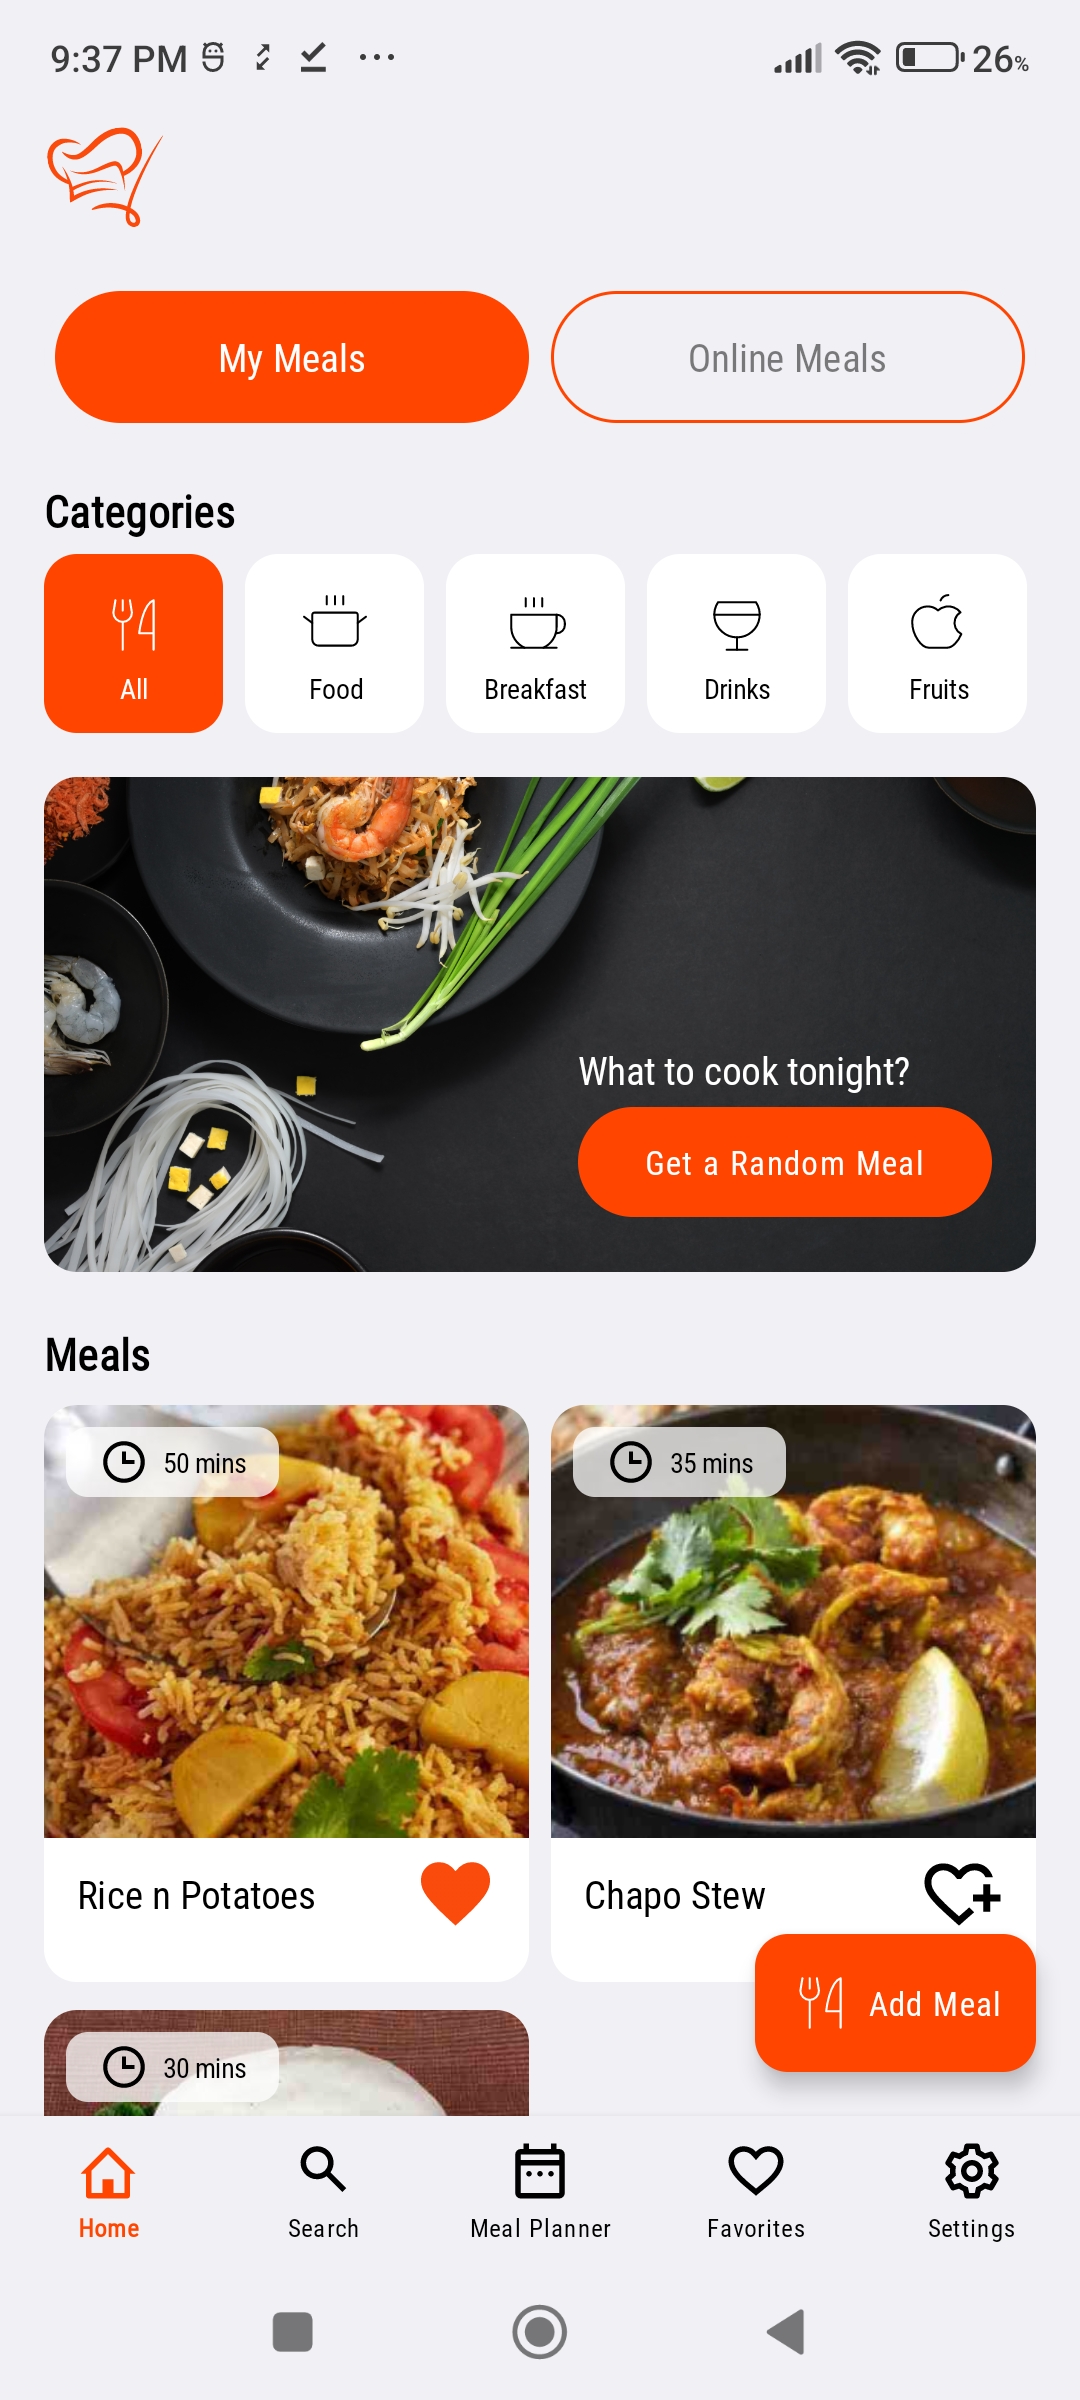 9:37 PM
26%
My Meals
Online Meals
Categories
All
Food
Breakfast
Drinks
Fruits
What to cook tonight?
Get a Random Meal
Meals
50 mins
35 mins
Rice n Potatoes
Chapo Stew
Add Meal
30 mins
Home
Search
Meal Planner
Favorites
Settings